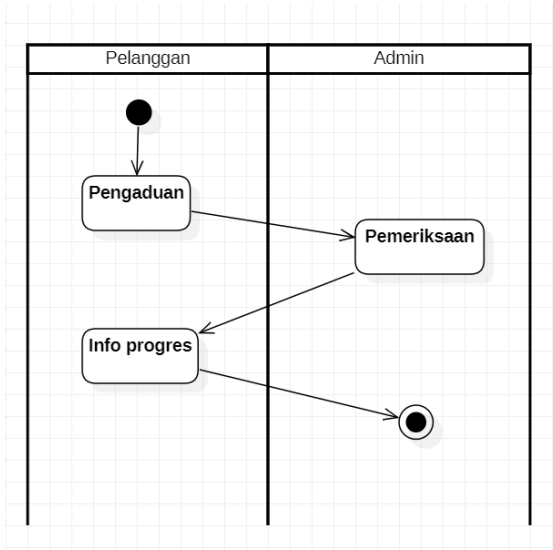 Pelanggan
Admin
Pengaduan
Pemeriksaan
Info progres